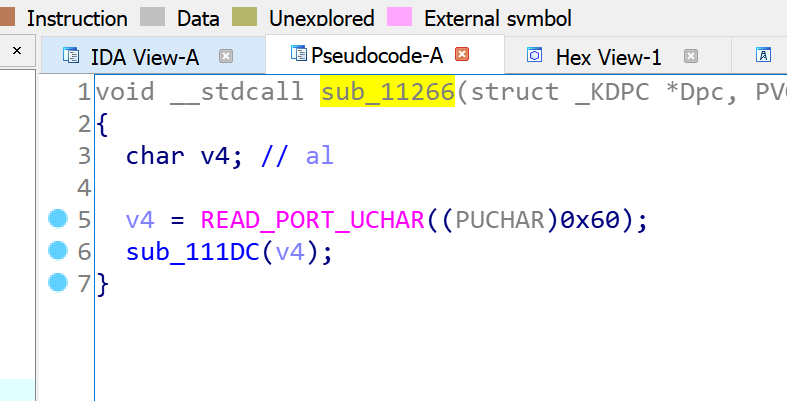 Instruction Data Unexplored External symbol
× IDA View-A Pseudocode-A Hex View-1
1 void __stdcall sub_11266(struct _KDPC *Dpc, PV
2 {
3 char v4; // al
4
5 v4 = READ_PORT_UCHAR((PUCHAR)0x60);
6 sub_111DC(v4);
7 }